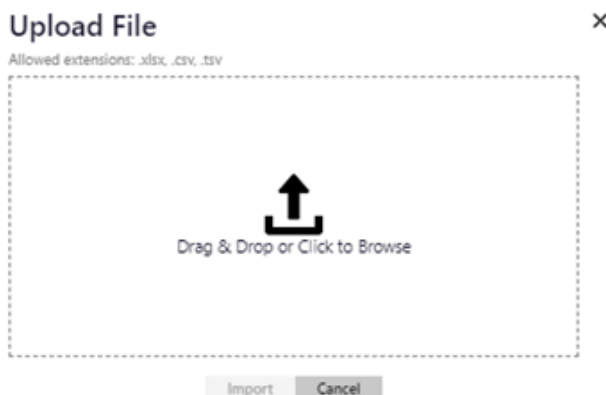 Upload File
Allowed extensions: .xlsx, .csv, .tsv
Drag & Drop or Click to Browse
Import Cancel